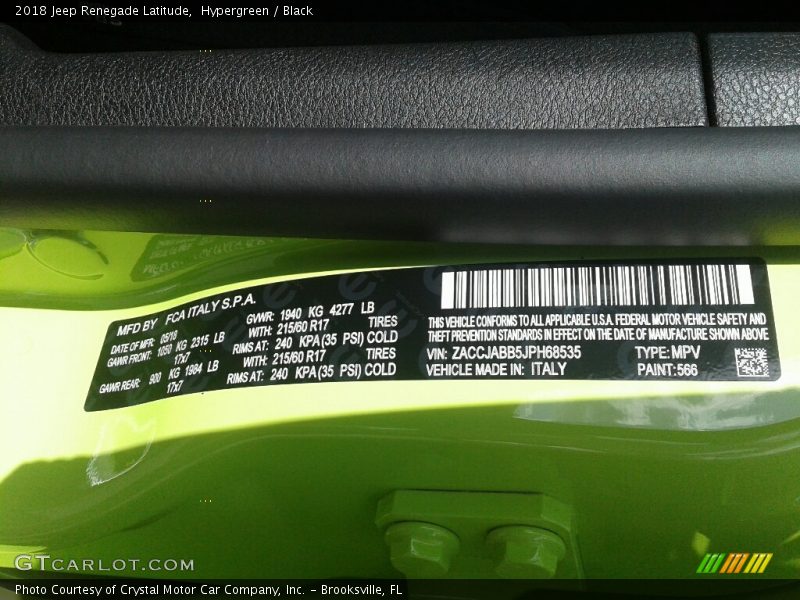 2018 Jeep Renegade Latitude,  Hypergreen / Black
MFD BY FCA ITALY S.P.A.
DATE OF MFR: 05/18 GVWR: 1940 KG 4277 LB
GAWR FRONT: 1050 KG 2315 LB WITH: 215/60 R17 TIRES
17x7 RIMS AT: 240 KPA(35 PSI) COLD
GAWR REAR: 900 KG 1984 LB WITH: 215/60 R17 TIRES
17x7 RIMS AT: 240 KPA(35 PSI) COLD
THIS VEHICLE CONFORMS TO ALL APPLICABLE U.S.A. FEDERAL MOTOR VEHICLE SAFETY AND
THEFT PREVENTION STANDARDS IN EFFECT ON THE DATE OF MANUFACTURE SHOWN ABOVE
VIN: ZACCJABB5JPH68535 TYPE: MPV
VEHICLE MADE IN: ITALY PAINT: 566
GTCARLOT.COM
Photo Courtesy of Crystal Motor Car Company, Inc. – Brooksville, FL